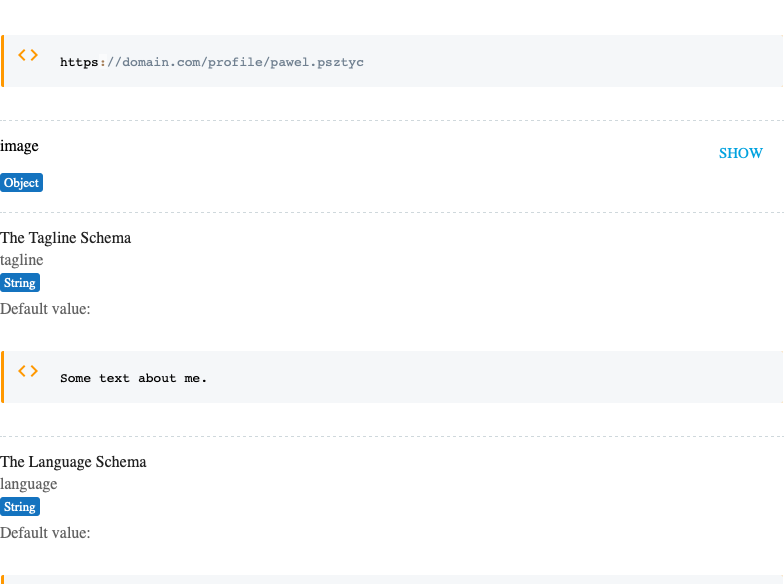 <> https://domain.com/profile/pawel.psztyc
image
SHOW
Object
The Tagline Schema
tagline
String
Default value:
<> Some text about me.
The Language Schema
language
String
Default value: